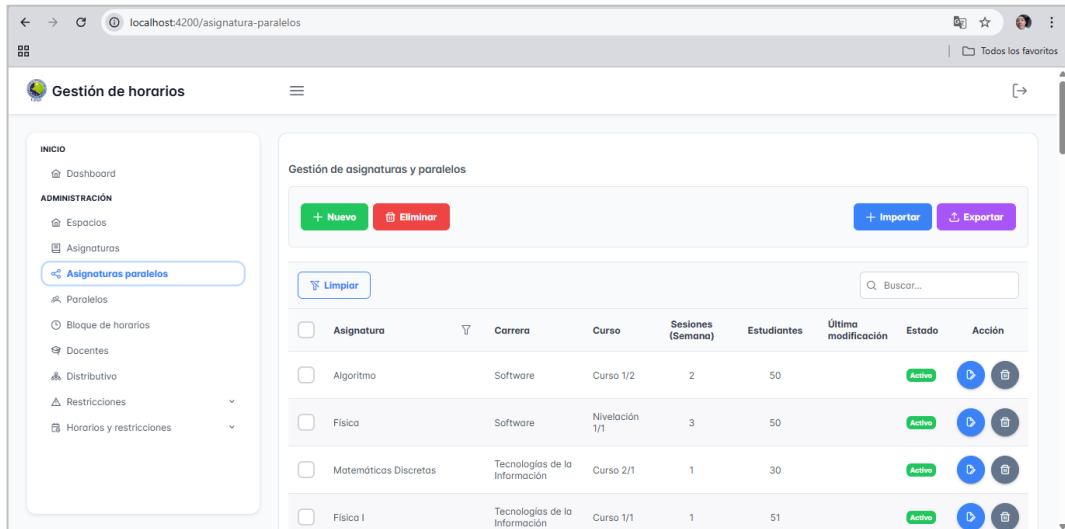 localhost:4200/asignatura-paralelos
Todos los favoritos
Gestión de horarios
INICIO
Dashboard
ADMINISTRACIÓN
Espacios
Asignaturas
Asignaturas paralelos
Paralelos
Bloque de horarios
Docentes
Distributivo
Restricciones
Horarios y restricciones
Gestión de asignaturas y paralelos
Nuevo Eliminar Importar Exportar
Limpiar Buscar...
Asignatura Carrera Curso Sesiones (Semana) Estudiantes Última modificación Estado Acción
Algoritmo Software Curso 1/2 2 50 Activo
Física Software Nivelación 1/1 3 50 Activo
Matemáticas Discretas Tecnologías de la Información Curso 2/1 1 30 Activo
Física I Tecnologías de la Información Curso 1/1 1 51 Activo